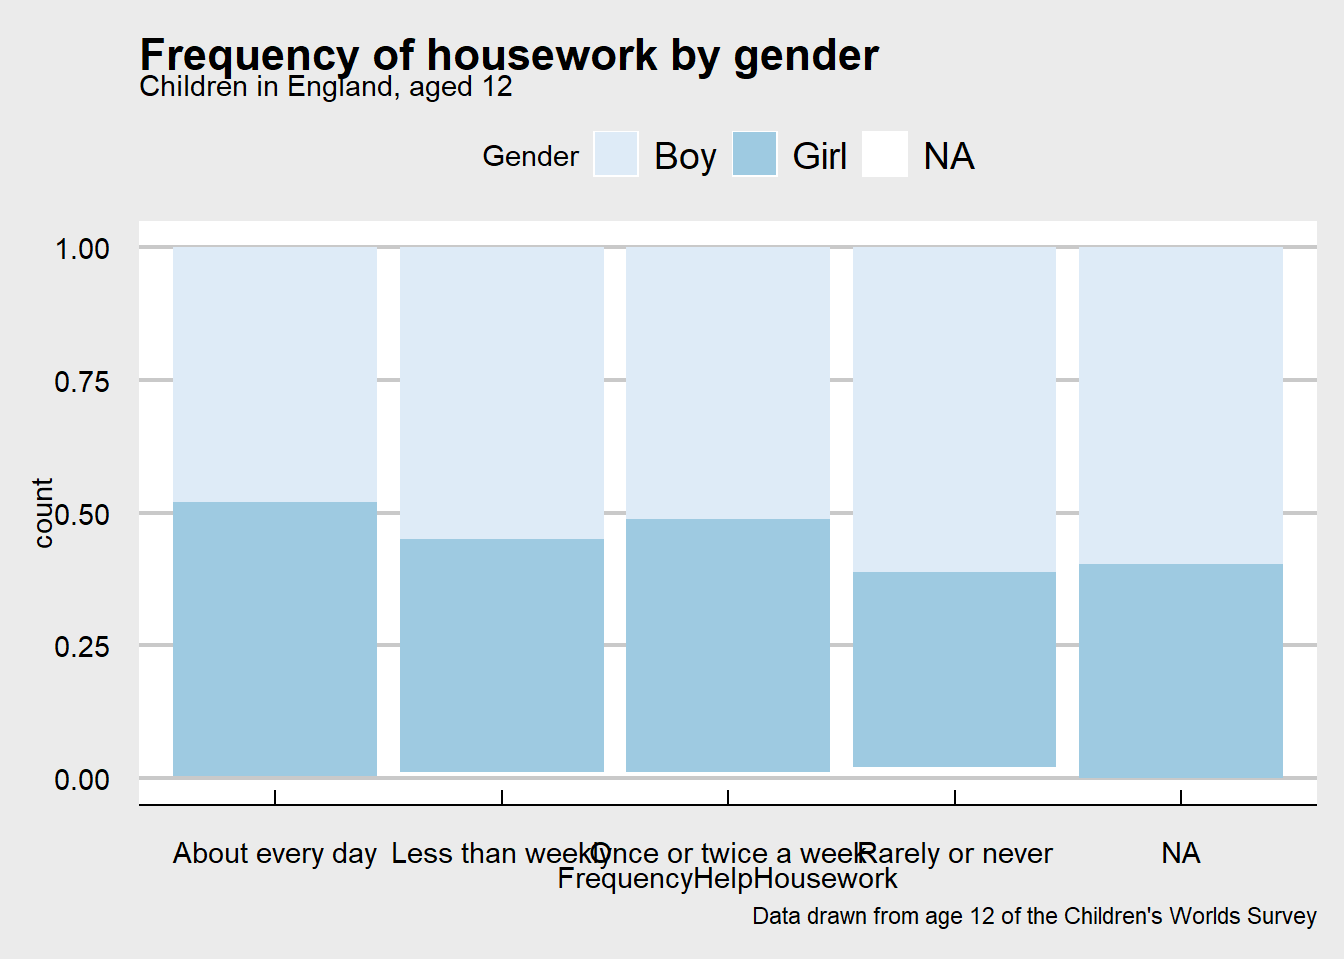 Frequency of housework by gender
Children in England, aged 12
Gender Boy Girl NA
1.00
0.75
0.50
0.25
0.00
count
About every day Less than weekly Once or twice a week Rarely or never NA
FrequencyHelpHousework
Data drawn from age 12 of the Children's Worlds Survey